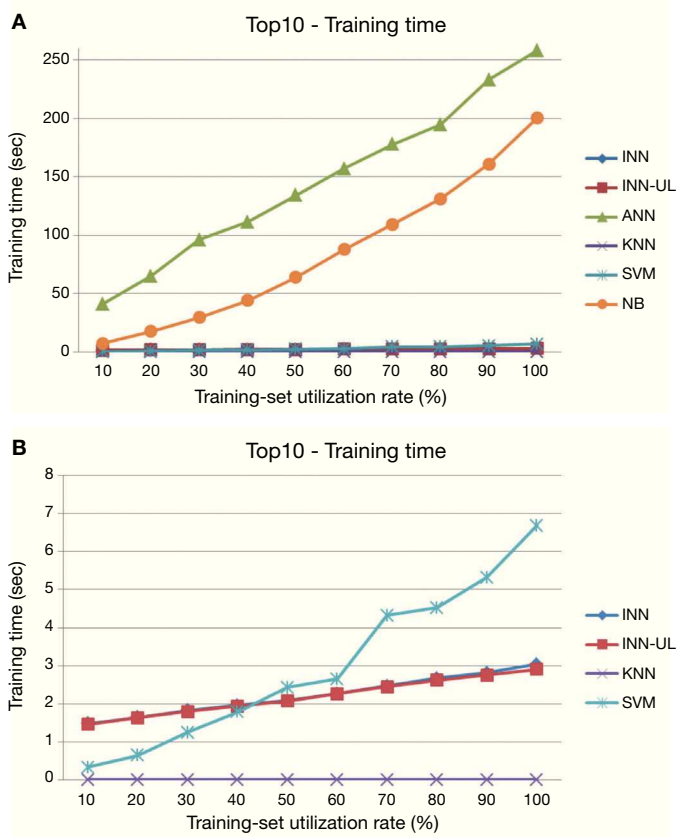 A
Top10 - Training time
Training time (sec)
250
200
150
100
50
0
10 20 30 40 50 60 70 80 90 100
Training-set utilization rate (%)
INN
INN-UL
ANN
KNN
SVM
NB
B
Top10 - Training time
Training time (sec)
8
7
6
5
4
3
2
1
0
10 20 30 40 50 60 70 80 90 100
Training-set utilization rate (%)
INN
INN-UL
KNN
SVM